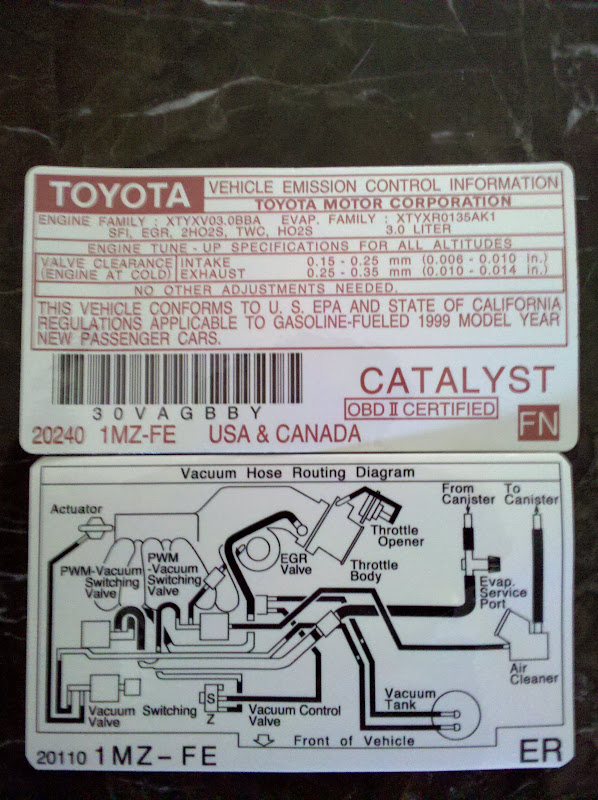 TOYOTA VEHICLE EMISSION CONTROL INFORMATION
TOYOTA MOTOR CORPORATION
ENGINE FAMILY : XTYXV03.0BBA EVAP. FAMILY : XTYXR0135AK1
SFI, EGR, 2HO2S, TWC, HO2S 3.0 LITER
ENGINE TUNE - UP SPECIFICATIONS FOR ALL ALTITUDES
VALVE CLEARANCE INTAKE 0.15 - 0.25 mm (0.006 - 0.010 in.)
(ENGINE AT COLD) EXHAUST 0.25 - 0.35 mm (0.010 - 0.014 in.)
NO OTHER ADJUSTMENTS NEEDED.
THIS VEHICLE CONFORMS TO U. S. EPA AND STATE OF CALIFORNIA
REGULATIONS APPLICABLE TO GASOLINE-FUELED 1999 MODEL YEAR
NEW PASSENGER CARS.
30VAGBBY
CATALYST
OBD II CERTIFIED
FN
20240 1MZ-FE USA & CANADA
Vacuum Hose Routing Diagram
Actuator
From
Canister
To
Canister
Throttle
Opener
EGR
Valve
Throttle
Body
PWM-Vacuum
Switching
Valve
PWM
-Vacuum
Switching
Valve
Evap.
Service
Port
Air
Cleaner
Vacuum Switching
Valve
S
Z
Vacuum Control
Valve
Vacuum
Tank
Front of Vehicle
20110 1MZ-FE
ER